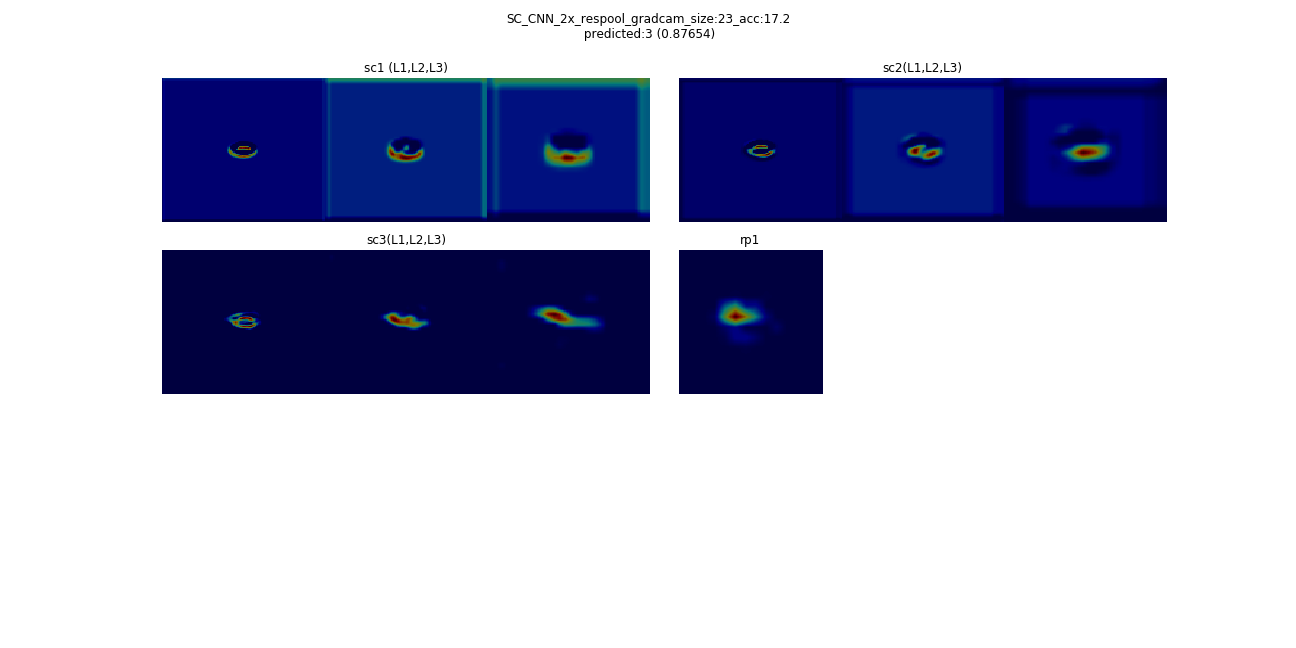 SC_CNN_2x_respool_gradcam_size:23_acc:17.2
predicted:3 (0.87654)
sc1 (L1,L2,L3)
sc2(L1,L2,L3)
sc3(L1,L2,L3)
rp1